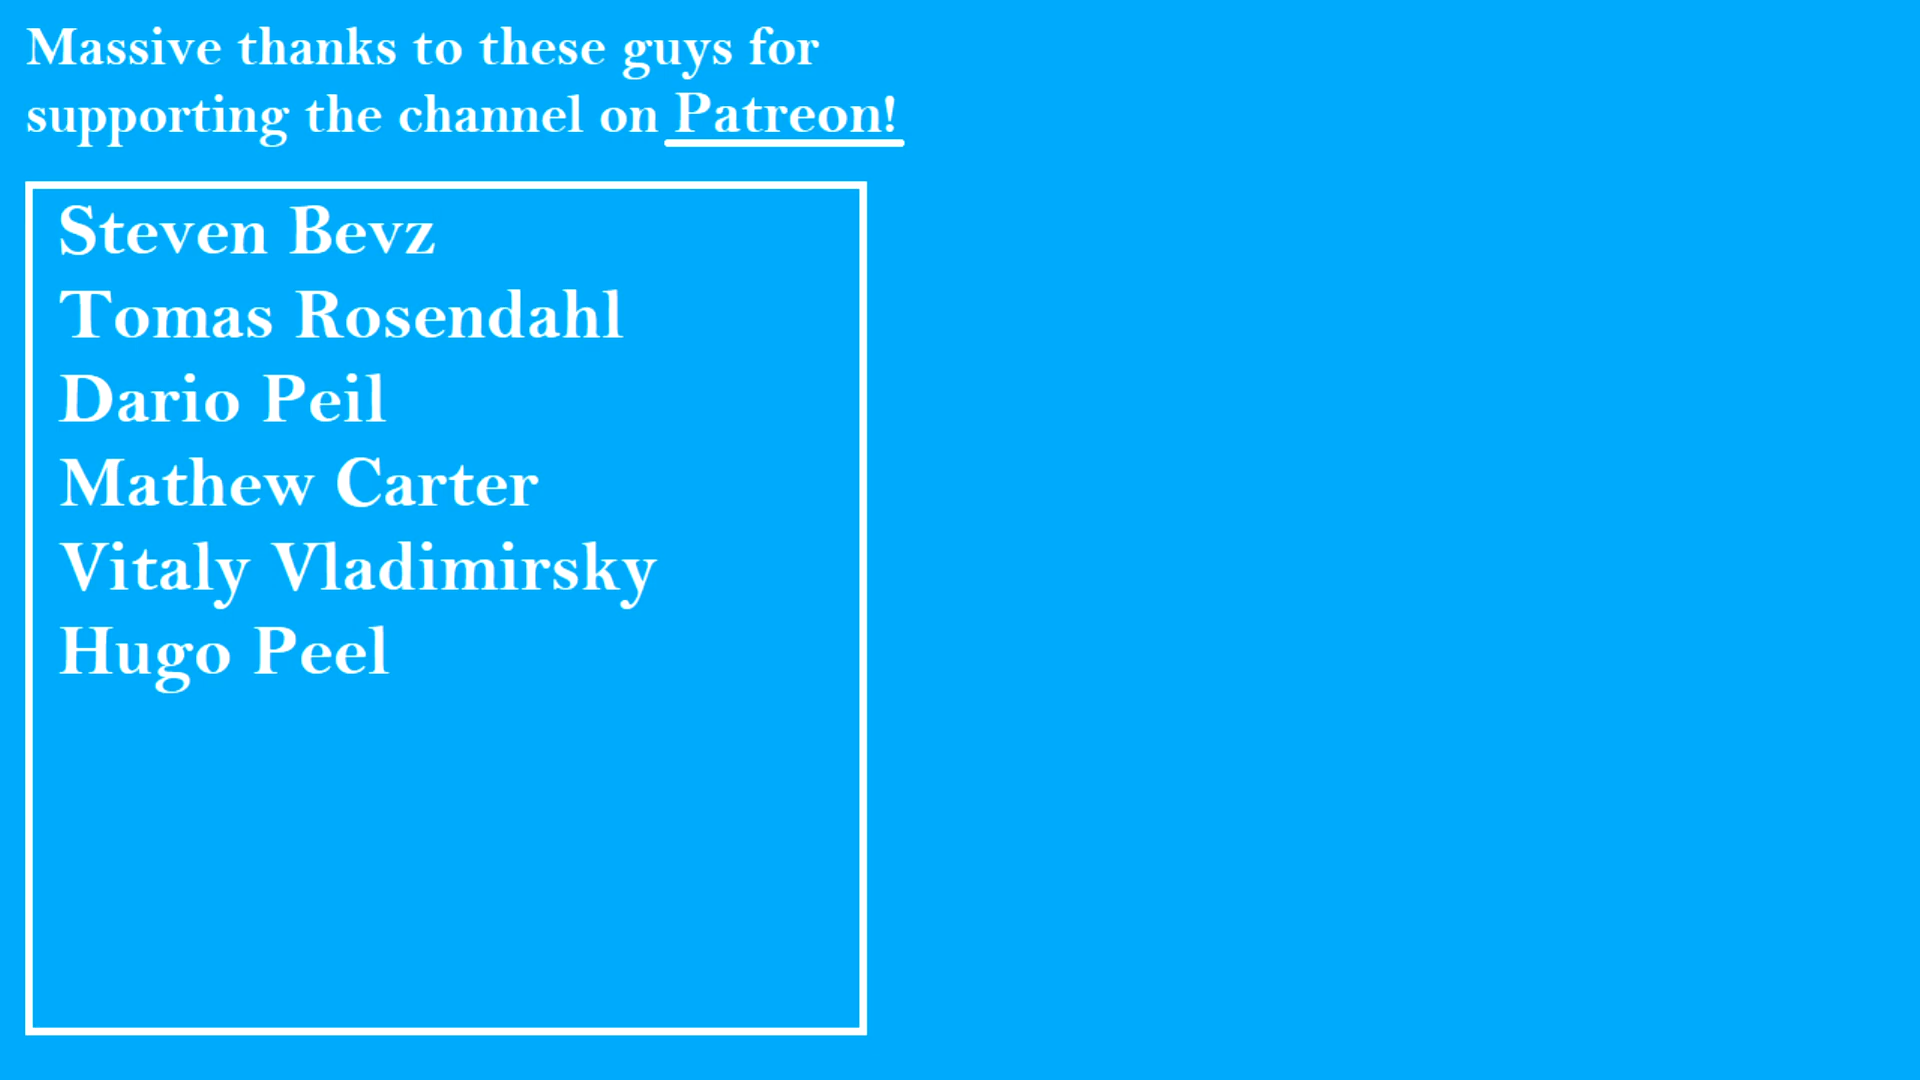 Massive thanks to these guys for
supporting the channel on Patreon!
Steven Bevz
Tomas Rosendahl
Dario Peil
Mathew Carter
Vitaly Vladimirsky
Hugo Peel